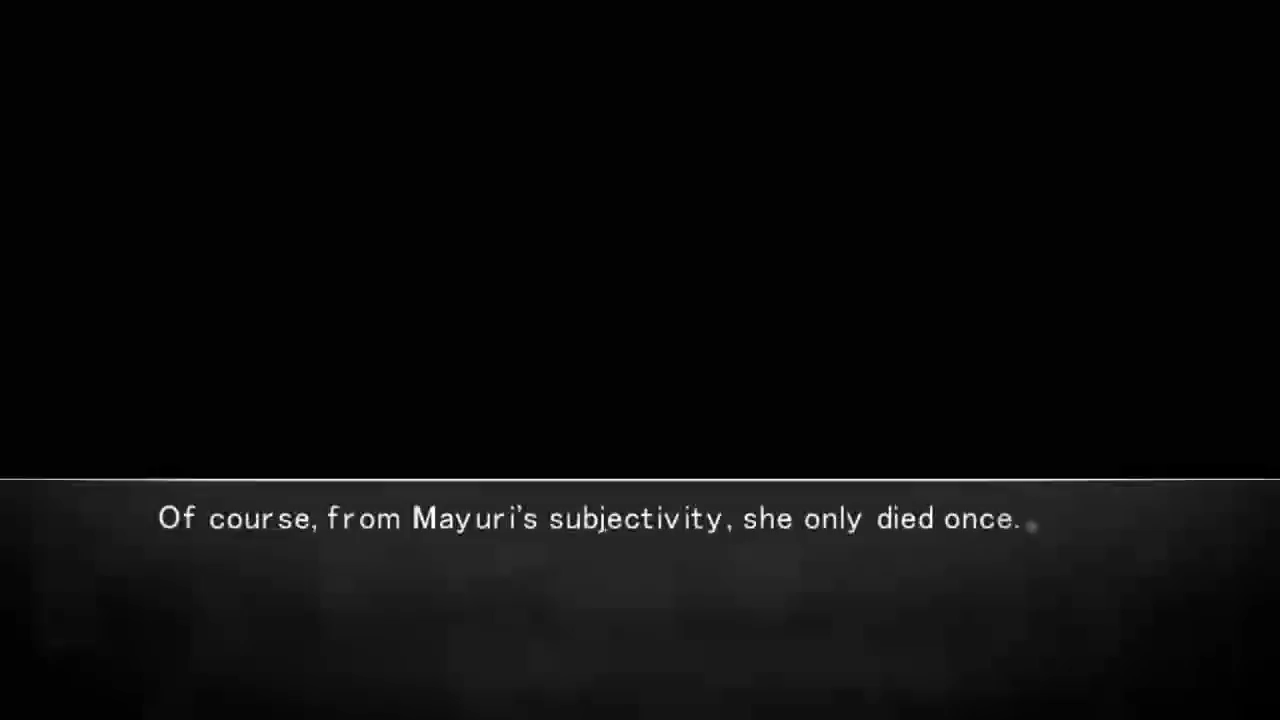 Of course, from Mayuri's subjectivity, she only died once.